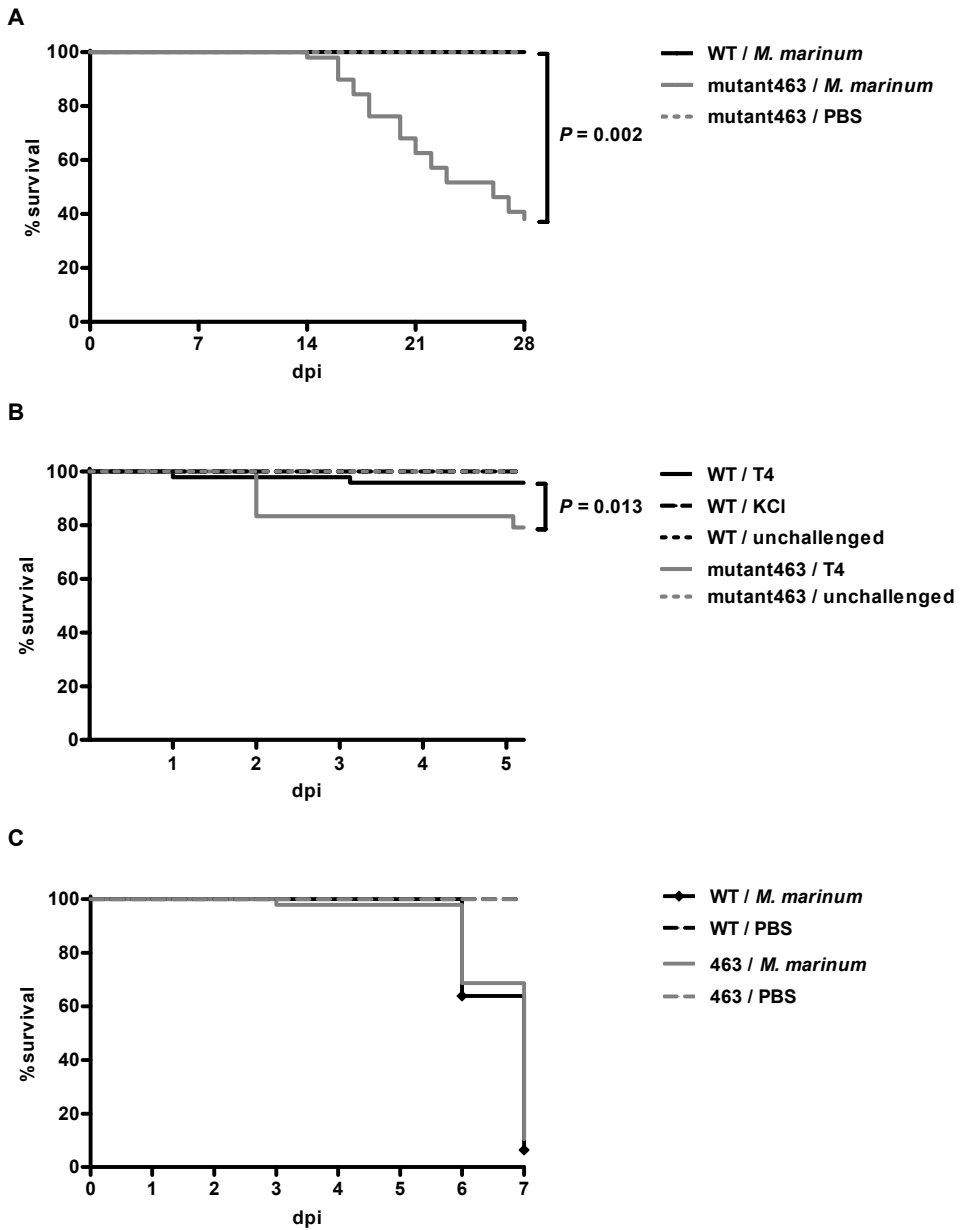 A
100
80
60
40
20
0
% survival
0 7 14 21 28
dpi
P = 0.002
WT / M. marinum
mutant463 / M. marinum
mutant463 / PBS
B
100
80
60
40
20
0
% survival
1 2 3 4 5
dpi
P = 0.013
WT / T4
WT / KCl
WT / unchallenged
mutant463 / T4
mutant463 / unchallenged
C
100
80
60
40
20
0
% survival
0 1 2 3 4 5 6 7
dpi
WT / M. marinum
WT / PBS
463 / M. marinum
463 / PBS